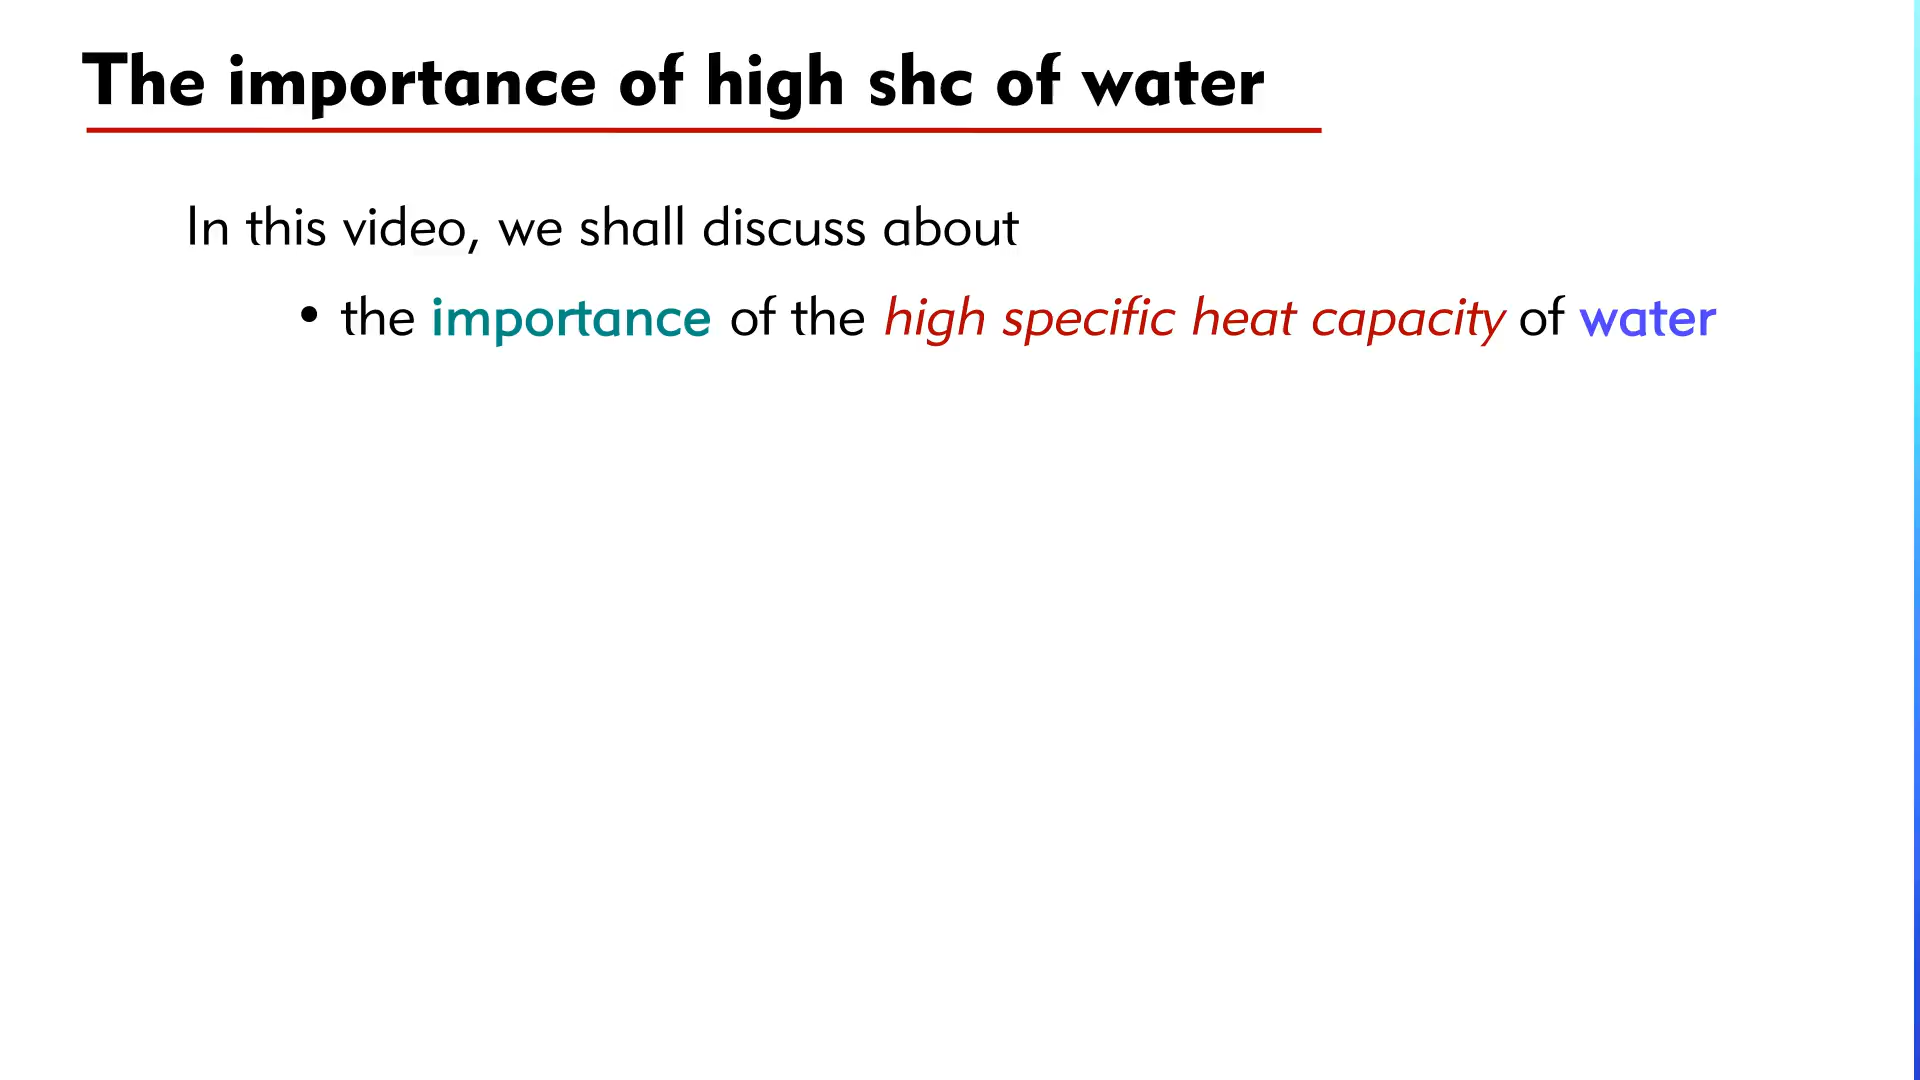 The importance of high shc of water
In this video, we shall discuss about
• the importance of the high specific heat capacity of water